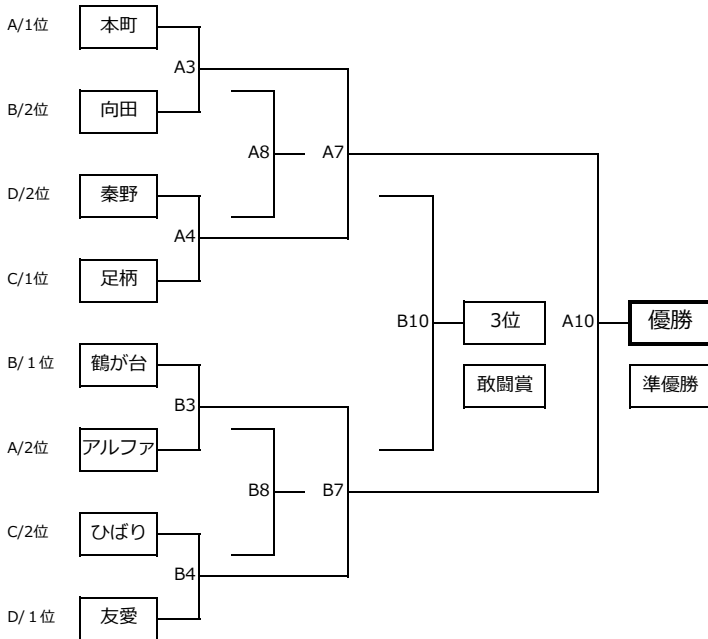 A/1位 本町
A3
B/2位 向田
A8 A7
D/2位 秦野
A4
C/1位 足柄
B10 3位 A10 優勝
B/１位 鶴が台
敢闘賞 準優勝
B3
A/2位 アルファ
B8 B7
C/2位 ひばり
B4
D/１位 友愛